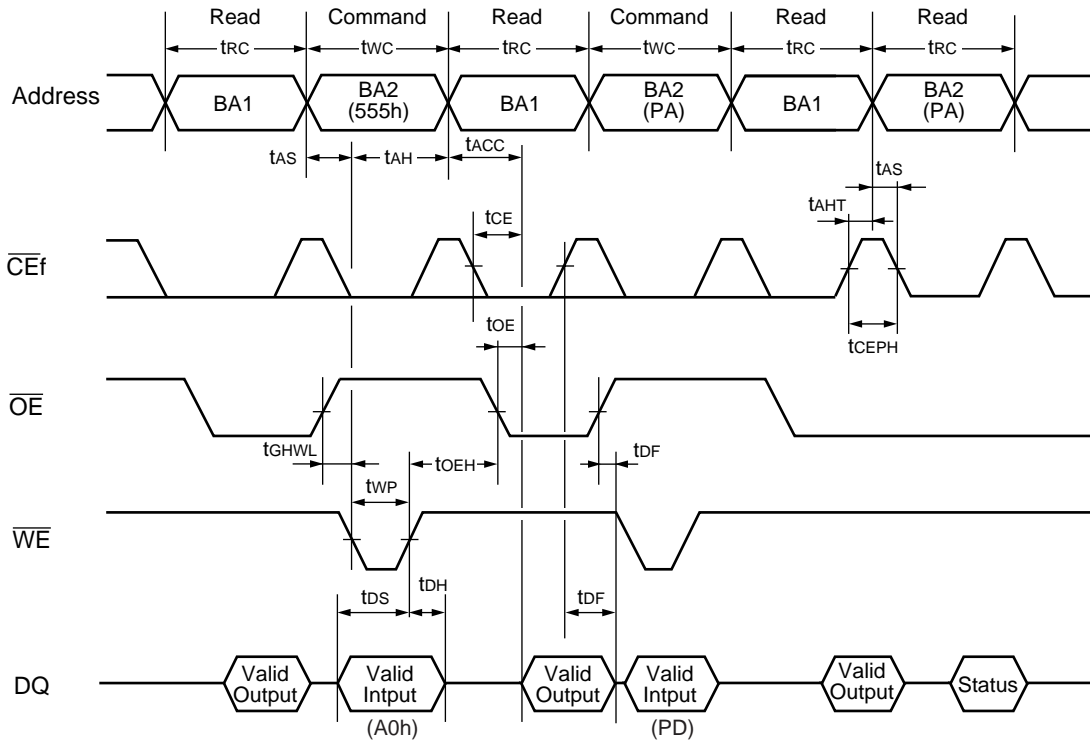 Read Command Read Command Read Read
tRC tWC tRC tWC tRC tRC
Address BA1 BA2 (555h) BA1 BA2 (PA) BA1 BA2 (PA)
tAS tAH tACC tAS
tAHT
tCE
CEf
tOE
tCEPH
OE
tGHWL tOEH tDF
tWP
WE
tDS tDH tDF
DQ Valid Output Valid Intput Valid Output Valid Intput Valid Output Status
(A0h) (PD)